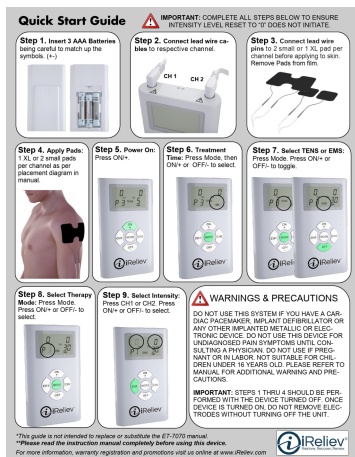 Quick Start Guide
IMPORTANT: COMPLETE ALL STEPS BELOW TO ENSURE
INTENSITY LEVEL RESET TO "0" DOES NOT INITIATE.
Step 1. Insert 3 AAA Batteries
being careful to match up the
symbols. (+-)
Step 2. Connect lead wire ca-
bles to respective channel.
CH 1
CH 2
Step 3. Connect lead wire
pins to 2 small or 1 XL pad per
channel before applying to skin.
Remove Pads from film.
Step 4. Apply Pads:
1 XL or 2 small pads
per channel as per
placement diagram in
manual.
Step 5. Power On:
Press ON/+.
iReliev
Step 6. Treatment
Time: Press Mode, then
ON/+ or OFF/- to select.
iReliev
Step 7. Select TENS or EMS:
Press Mode. Press ON/+ or
OFF/- to toggle.
Step 8. Select Therapy
Mode: Press Mode.
Press ON/+ or OFF/- to
select.
iReliev
Step 9. Select Intensity:
Press CH1 or CH2. Press
ON/+ or OFF/- to select.
iReliev
WARNINGS & PRECAUTIONS
DO NOT USE THIS SYSTEM IF YOU HAVE A CAR-
DIAC PACEMAKER, IMPLANT DEFIBRILLATOR OR
ANY OTHER IMPLANTED METALLIC OR ELEC-
TRONIC DEVICE. DO NOT USE THIS DEVICE FOR
UNDIAGNOSED PAIN SYMPTOMS UNTIL CON-
SULTING A PHYSICIAN. DO NOT USE IF PREG-
NANT OR IN LABOR. NOT SUITABLE FOR CHIL-
DREN UNDER 16 YEARS OLD. PLEASE REFER TO
MANUAL FOR ADDITIONAL WARNING AND PRE-
CAUTIONS.
IMPORTANT: STEPS 1 THRU 4 SHOULD BE PER-
FORMED WITH THE DEVICE TURNED OFF. ONCE
DEVICE IS TURNED ON, DO NOT REMOVE ELEC-
TRODES WITHOUT TURNING OFF THE UNIT.
*This guide is not intended to replace or substitute the ET-7070 manual.
**Please read the instruction manual completely before using this device.
For more information, warranty registration and promotions visit us online at www.iReliev.com
iReliev